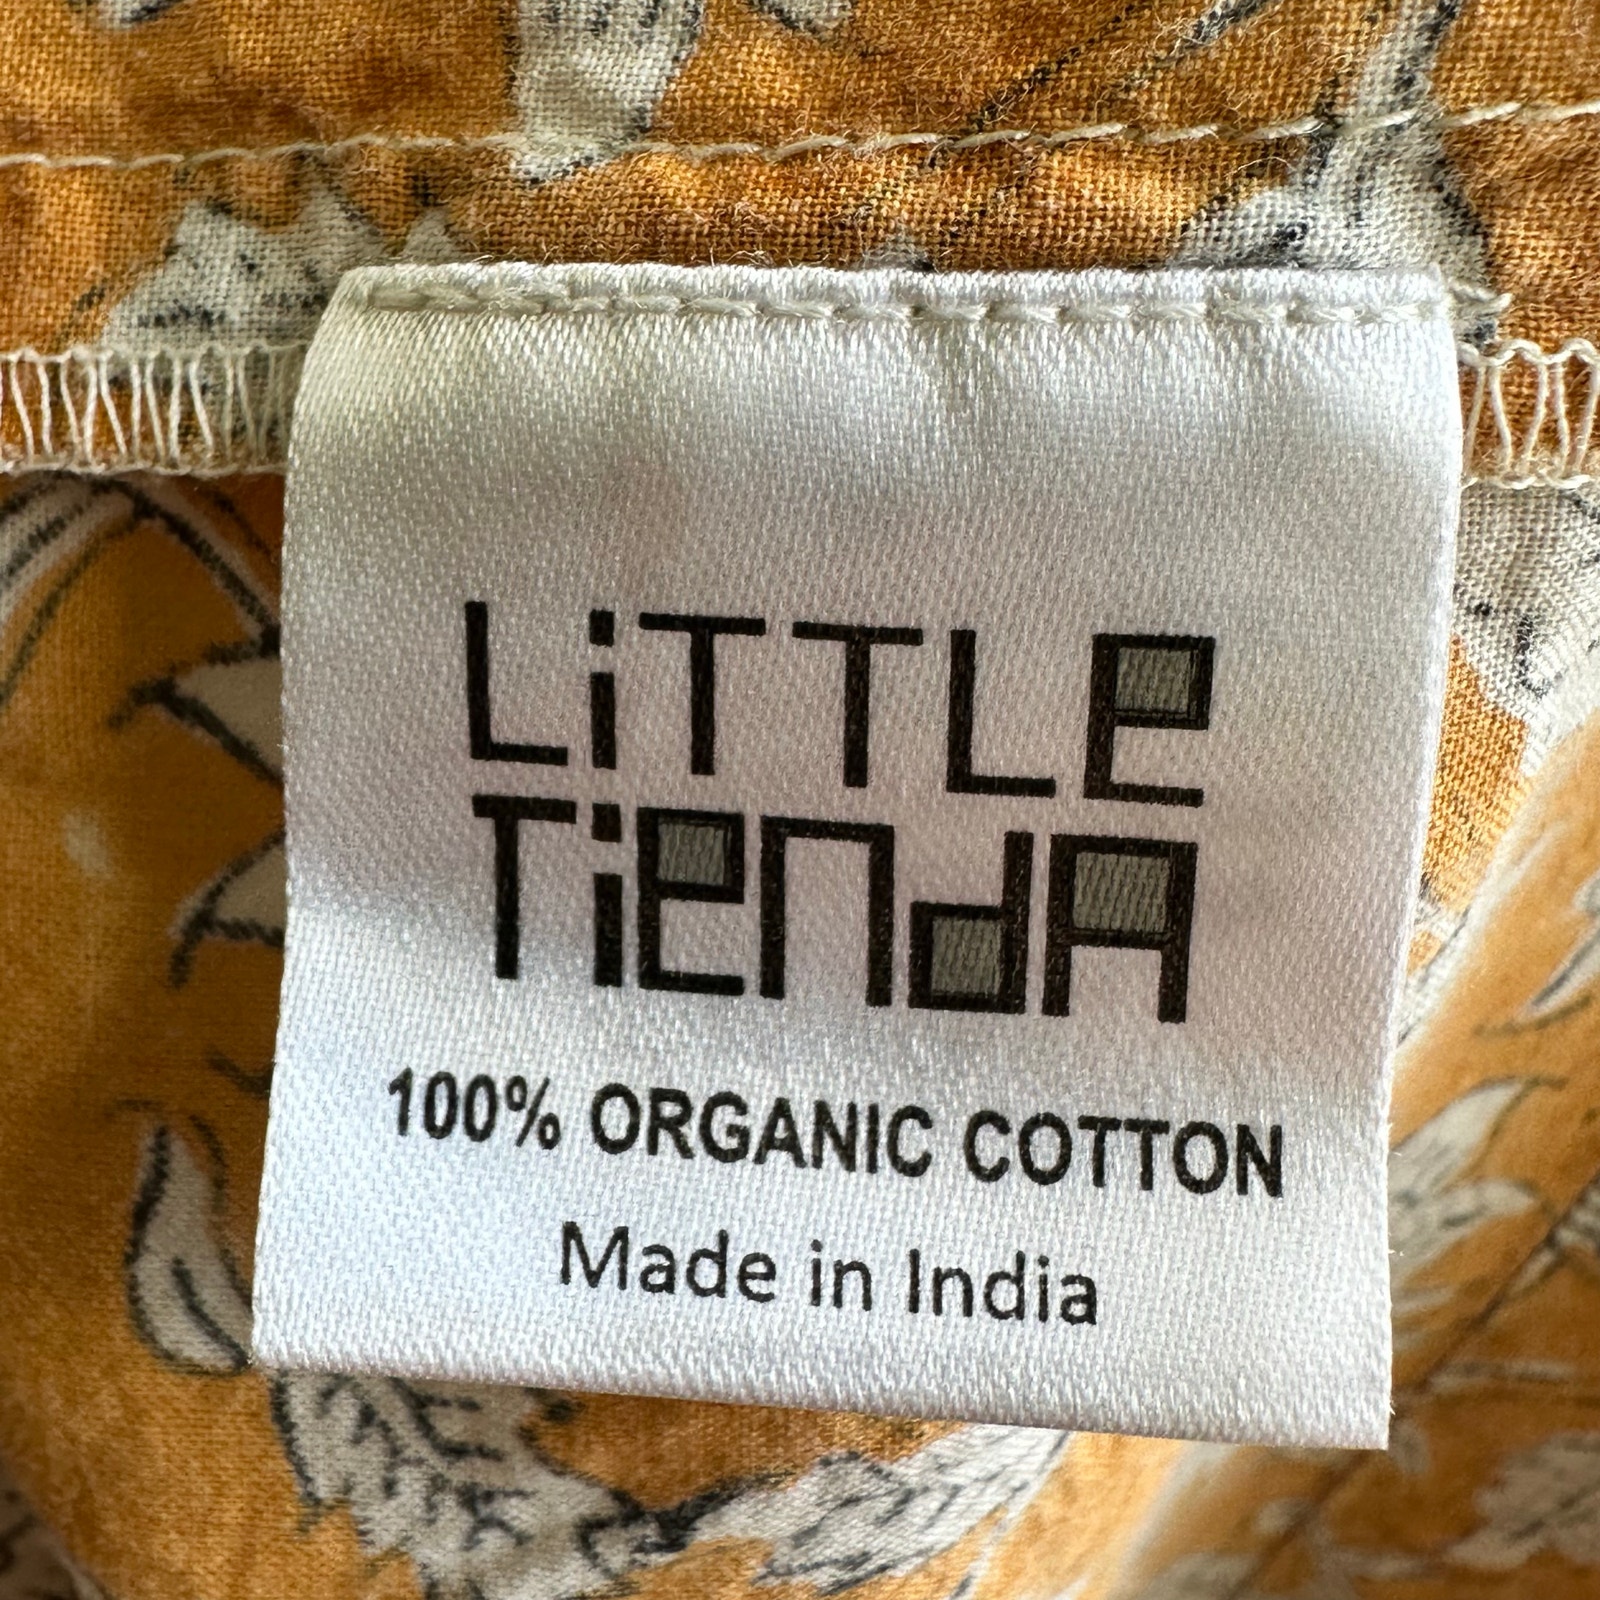 LiTTLe
TiendA
100% ORGANIC COTTON
Made in India